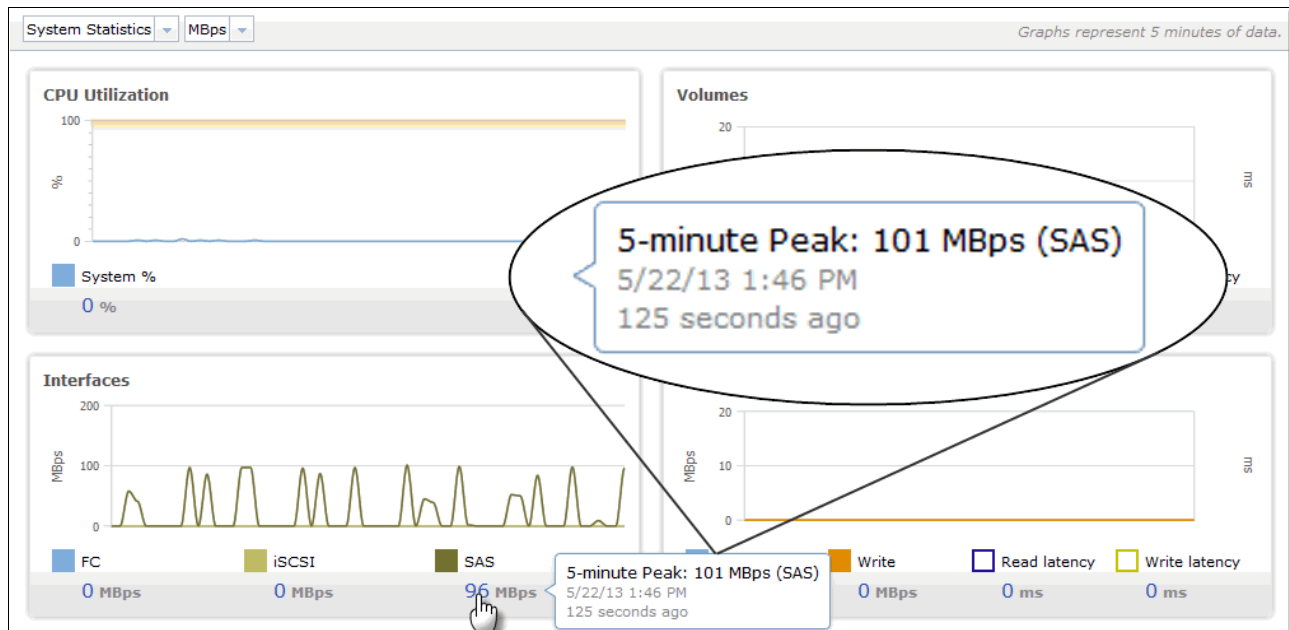 System Statistics MBps Graphs represent 5 minutes of data.
CPU Utilization
100
%
0
System %
0 %
Volumes
20
ms
cy
5-minute Peak: 101 MBps (SAS)
5/22/13 1:46 PM
125 seconds ago
Interfaces
200
MBps
100
0
FC iSCSI SAS
0 MBps 0 MBps 96 MBps
5-minute Peak: 101 MBps (SAS)
5/22/13 1:46 PM
125 seconds ago
20
MBps
10
ms
0
Write Read latency Write latency
0 MBps 0 ms 0 ms